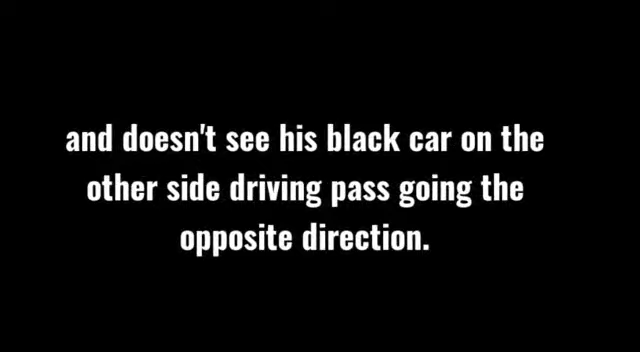 and doesn't see his black car on the
other side driving pass going the
opposite direction.